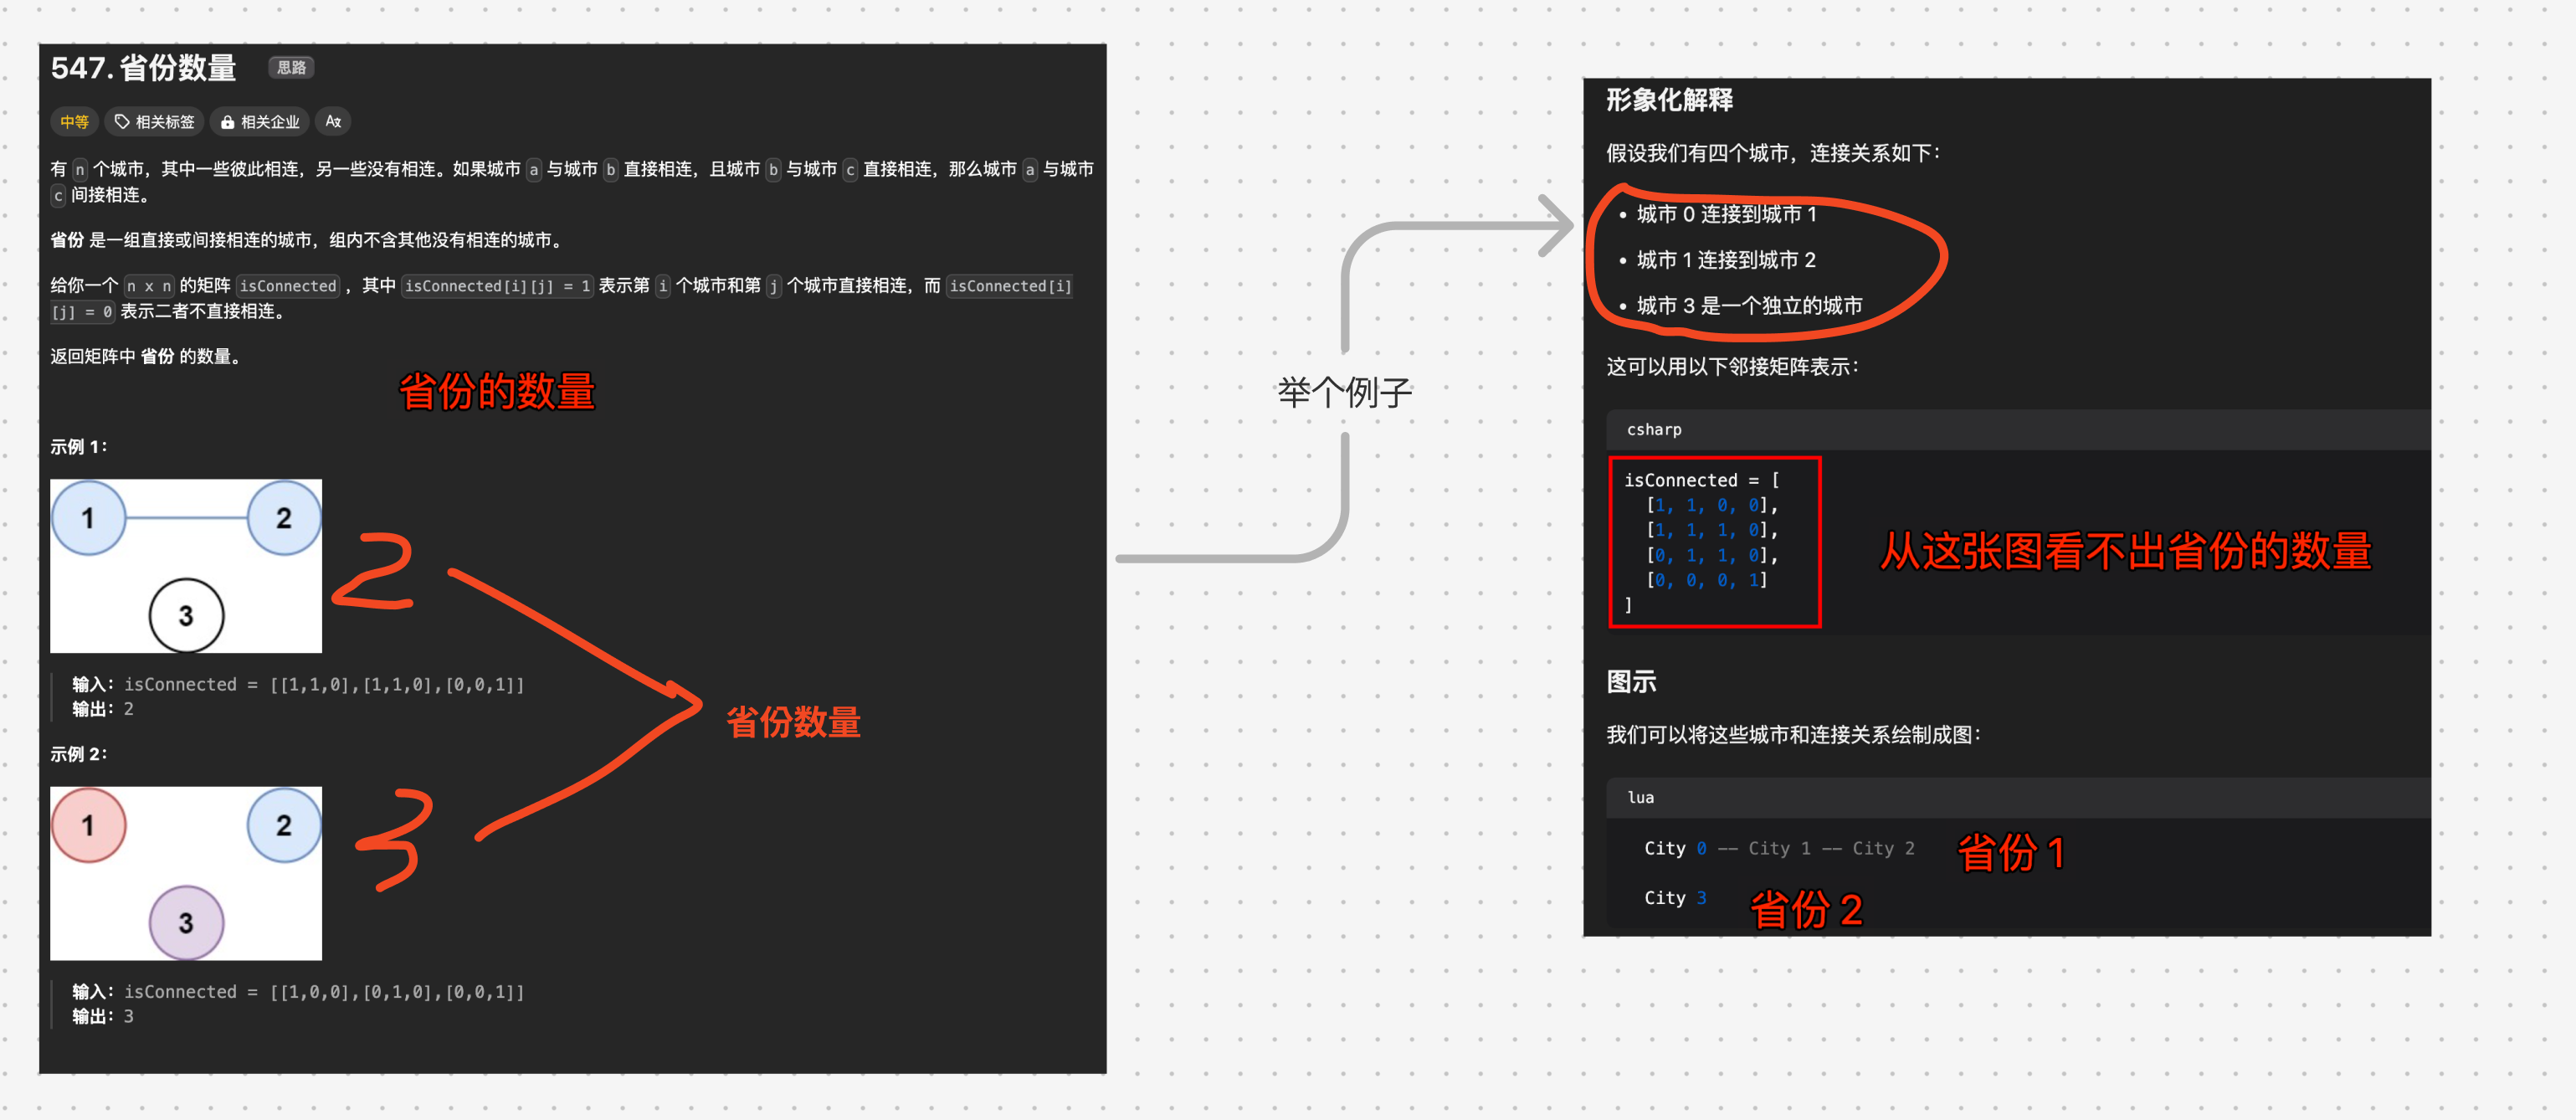 547. 省份数量 思路
中等 相关标签 相关企业 Aх
有 n 个城市，其中一些彼此相连，另一些没有相连。如果城市 a 与城市 b 直接相连，且城市 b 与城市 c 直接相连，那么城市 a 与城市
c 间接相连。
省份 是一组直接或间接相连的城市，组内不含其他没有相连的城市。
给你一个 n x n 的矩阵 isConnected ，其中 isConnected[i][j] = 1 表示第 i 个城市和第 j 个城市直接相连，而 isConnected[i]
[j] = 0 表示二者不直接相连。
返回矩阵中 省份 的数量。
省份的数量
示例 1：
1
2
3
2
输入：isConnected = [[1,1,0],[1,1,0],[0,0,1]]
输出：2
省份数量
示例 2：
1
2
3
3
输入：isConnected = [[1,0,0],[0,1,0],[0,0,1]]
输出：3
举个例子
形象化解释
假设我们有四个城市，连接关系如下：
• 城市 0 连接到城市 1
• 城市 1 连接到城市 2
• 城市 3 是一个独立的城市
这可以用以下邻接矩阵表示：
csharp
isConnected = [
[1, 1, 0, 0],
[1, 1, 1, 0],
[0, 1, 1, 0],
[0, 0, 0, 1]
]
从这张图看不出省份的数量
图示
我们可以将这些城市和连接关系绘制成图：
lua
City 0 -- City 1 -- City 2
省份 1
City 3
省份 2